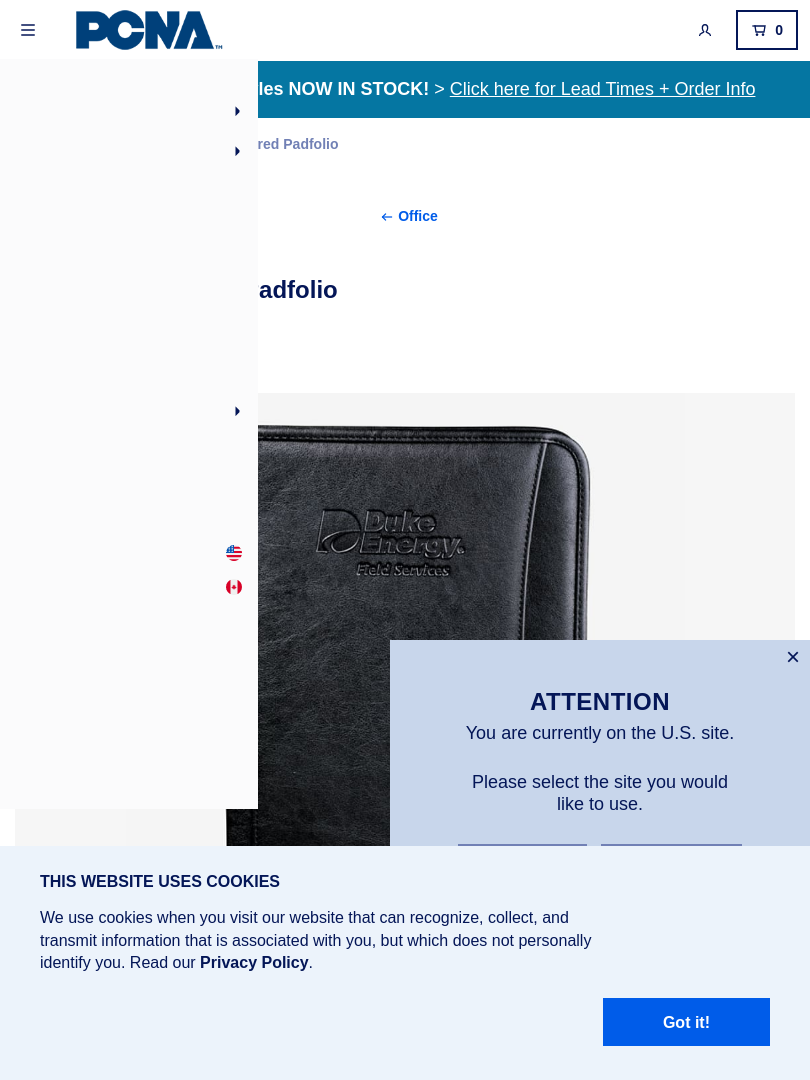 PCNA™
0
les NOW IN STOCK! > Click here for Lead Times + Order Info
red Padfolio
← Office
adfolio
Duke
Energy®
Field Services
×
ATTENTION
You are currently on the U.S. site.
Please select the site you would
like to use.
THIS WEBSITE USES COOKIES
We use cookies when you visit our website that can recognize, collect, and
transmit information that is associated with you, but which does not personally
identify you. Read our Privacy Policy.
Got it!